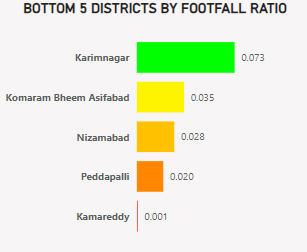 BOTTOM 5 DISTRICTS BY FOOTFALL RATIO
Karimnagar 0.073
Komaram Bheem Asifabad 0.035
Nizamabad 0.028
Peddapalli 0.020
Kamareddy 0.001